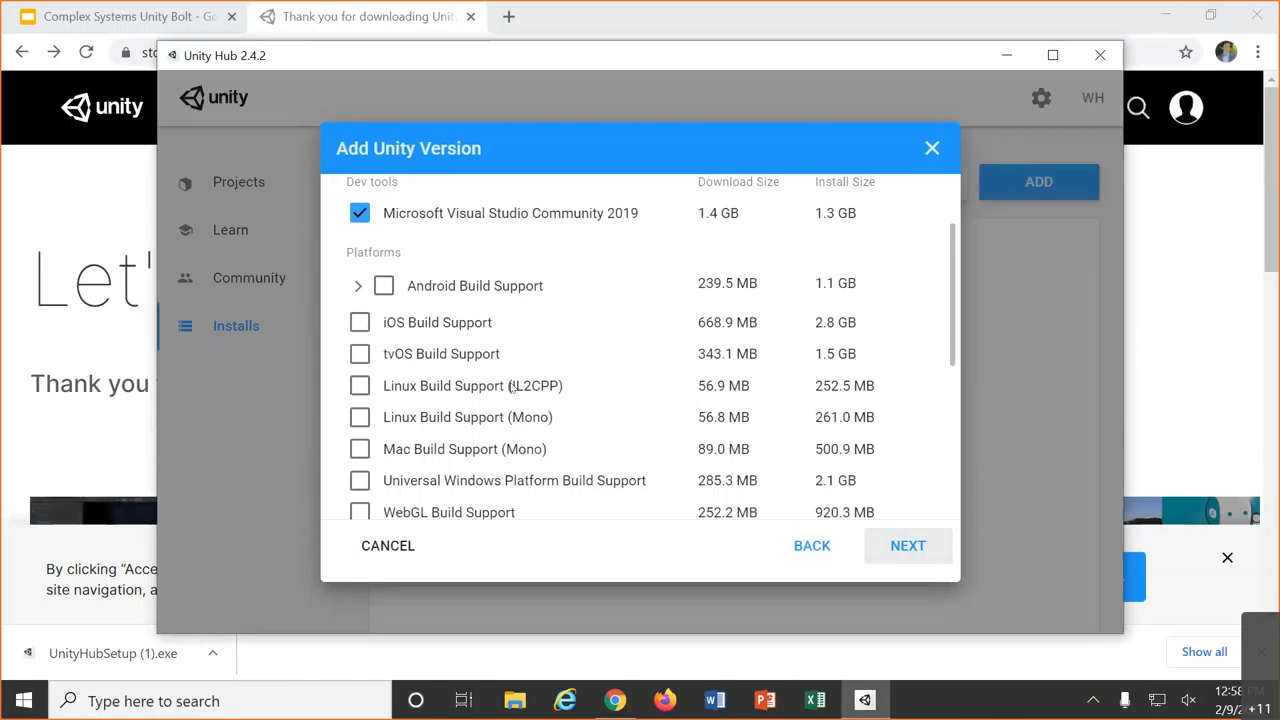 Complex Systems Unity Bolt - Go
Thank you for downloading Unity
Unity Hub 2.4.2
unity
unity
WH
Add Unity Version
Projects
Learn
Community
Installs
ADD
Dev tools Download Size Install Size
Microsoft Visual Studio Community 2019 1.4 GB 1.3 GB
Platforms
Android Build Support 239.5 MB 1.1 GB
iOS Build Support 668.9 MB 2.8 GB
tvOS Build Support 343.1 MB 1.5 GB
Linux Build Support (IL2CPP) 56.9 MB 252.5 MB
Linux Build Support (Mono) 56.8 MB 261.0 MB
Mac Build Support (Mono) 89.0 MB 500.9 MB
Universal Windows Platform Build Support 285.3 MB 2.1 GB
WebGL Build Support 252.2 MB 920.3 MB
CANCEL BACK NEXT
Let'
Thank you
By clicking “Acce
site navigation, a
UnityHubSetup (1).exe
Show all
Type here to search
12:58 PM
2/9/2
+11